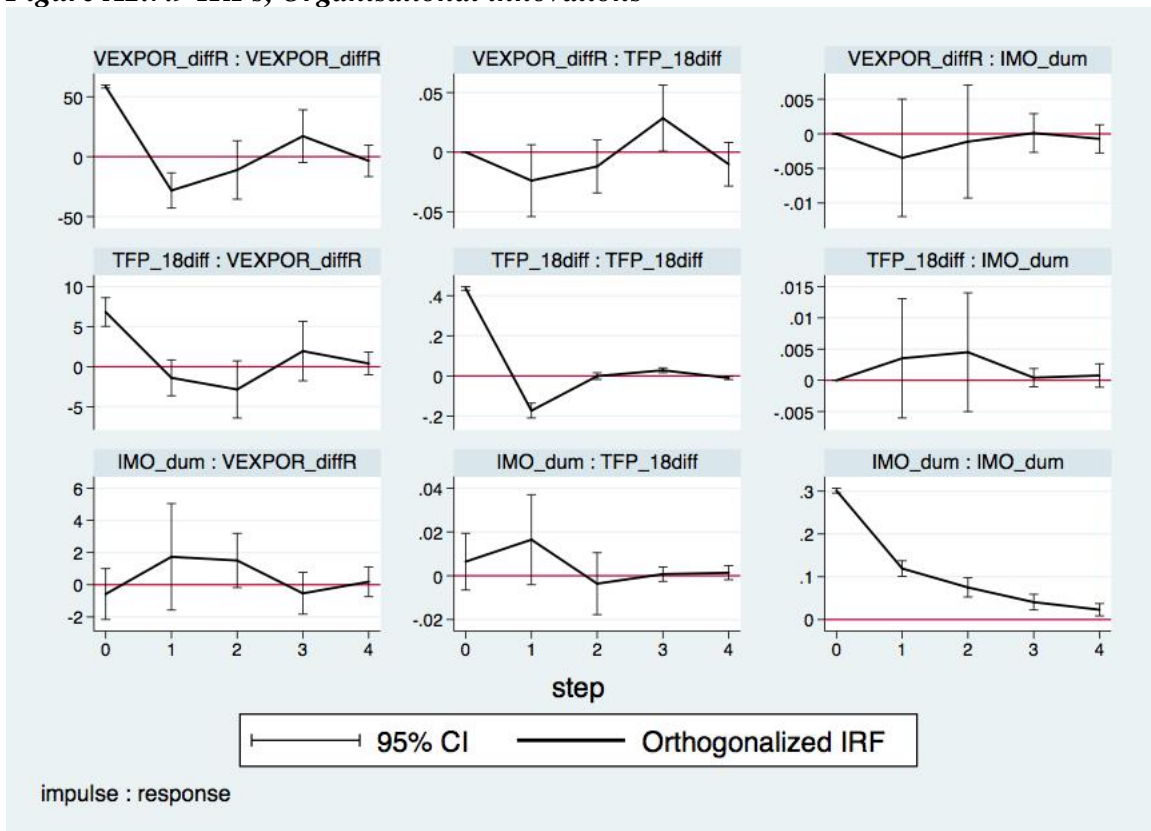 VEXPOR_diffR : VEXPOR_diffR
VEXPOR_diffR : TFP_18diff
VEXPOR_diffR : IMO_dum
50
0
-50
.05
0
-.05
.005
0
-.005
-.01
TFP_18diff : VEXPOR_diffR
TFP_18diff : TFP_18diff
TFP_18diff : IMO_dum
10
5
0
-5
.4
.2
0
-.2
.015
.01
.005
0
-.005
IMO_dum : VEXPOR_diffR
IMO_dum : TFP_18diff
IMO_dum : IMO_dum
6
4
2
0
-2
.04
.02
0
-.02
.3
.2
.1
0
0 1 2 3 4
0 1 2 3 4
0 1 2 3 4
step
95% CI
Orthogonalized IRF
impulse : response